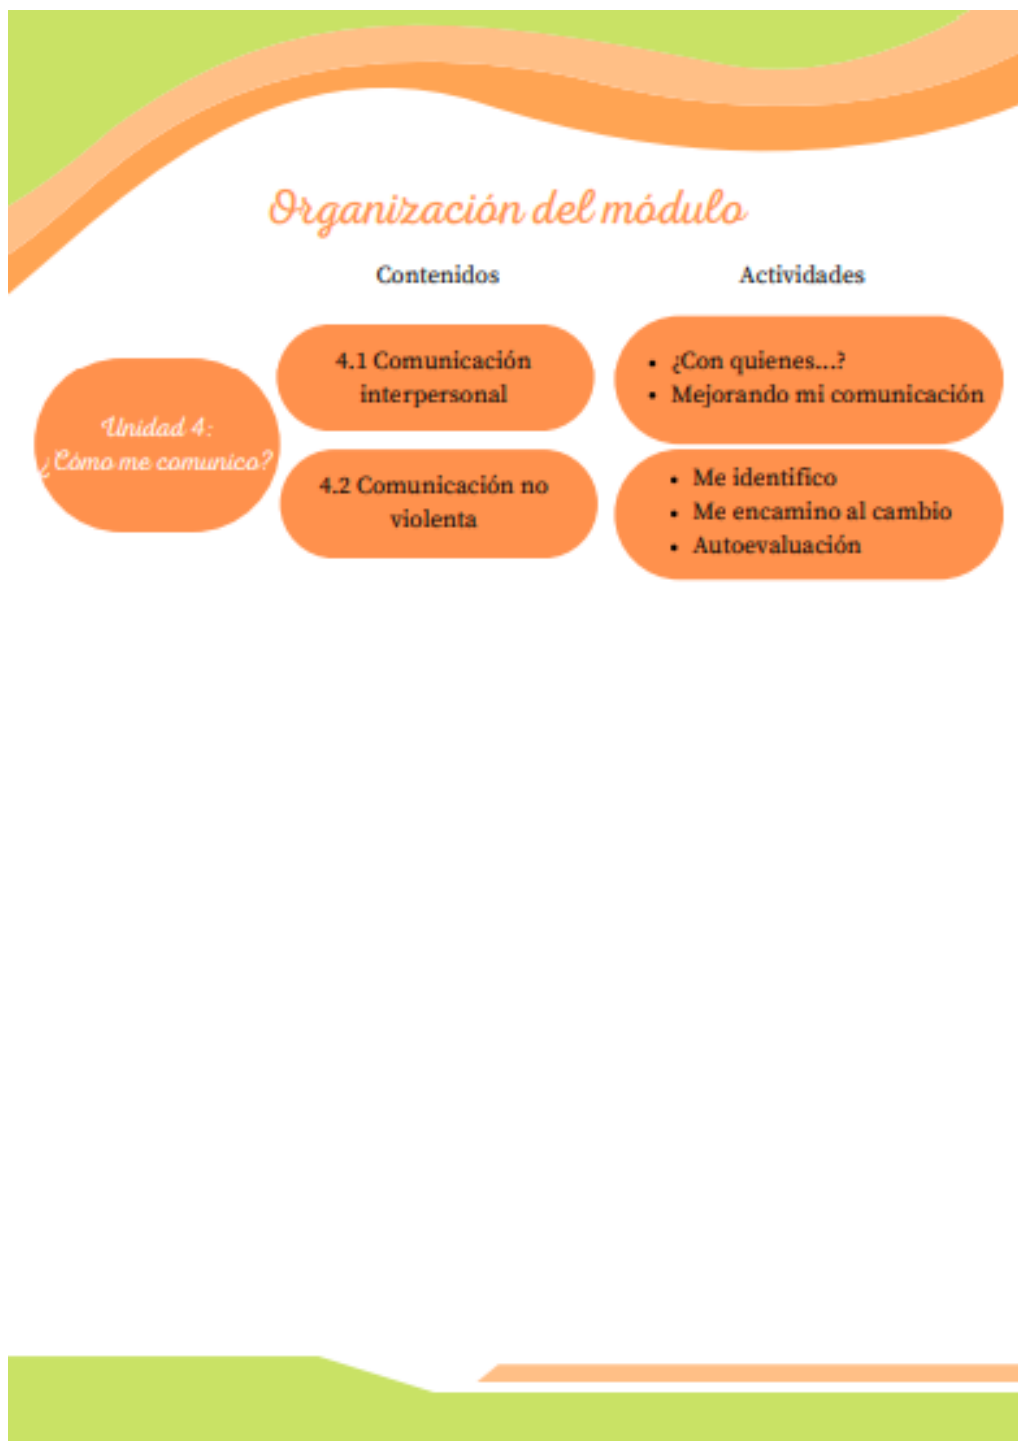 Organización del módulo
Contenidos
Actividades
Unidad 4:
¿Cómo me comunico?
4.1 Comunicación
interpersonal
• ¿Con quienes...?
• Mejorando mi comunicación
4.2 Comunicación no
violenta
• Me identifico
• Me encamino al cambio
• Autoevaluación